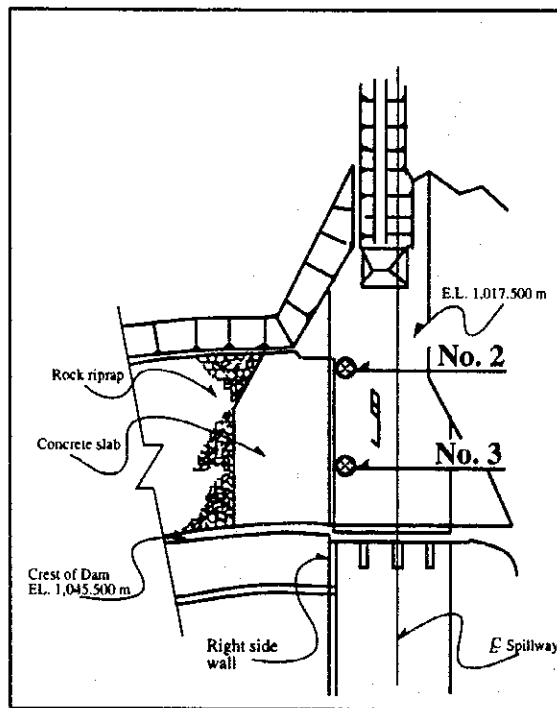 E.L. 1,017.500 m
No. 2
Rock riprap
Concrete slab
No. 3
Crest of Dam
EL. 1,045.500 m
Right side
wall
Spillway